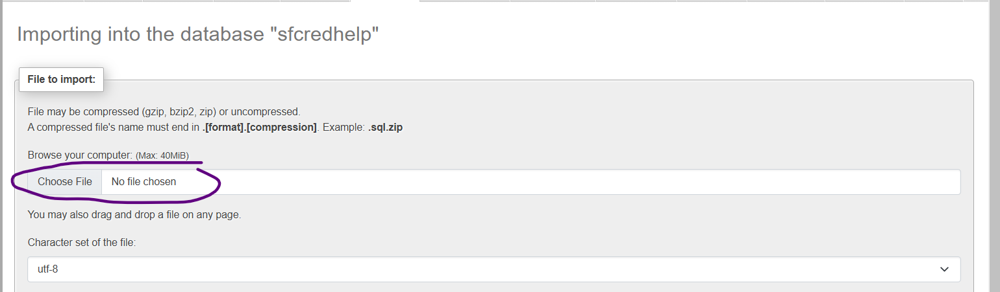 Importing into the database "sfcredhelp"
File to import:
File may be compressed (gzip, bzip2, zip) or uncompressed.
A compressed file's name must end in .[format].[compression]. Example: .sql.zip
Browse your computer: (Max: 40MiB)
Choose File No file chosen
You may also drag and drop a file on any page.
Character set of the file:
utf-8